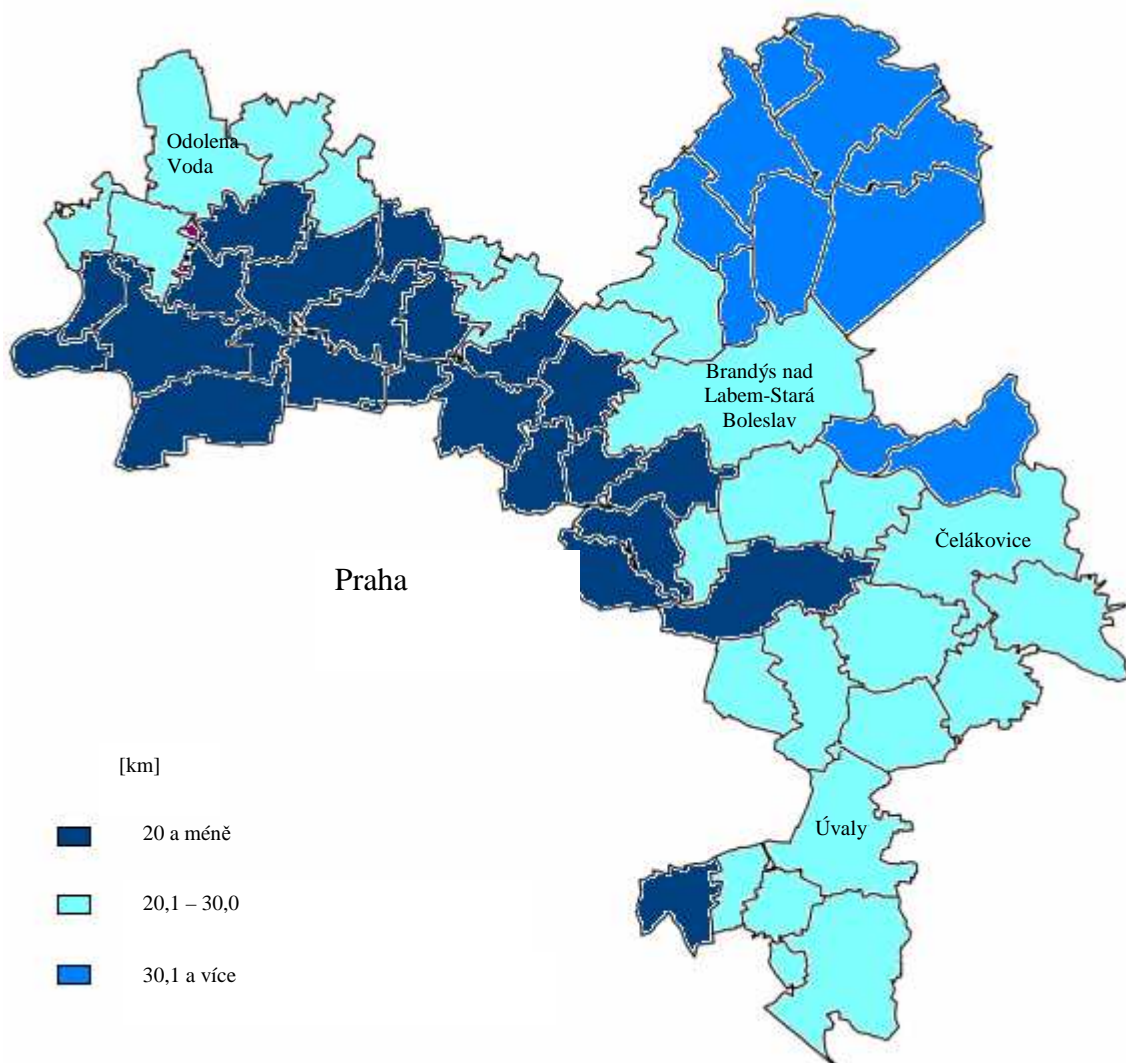 Odolena
Voda
Brandýs nad
Labem-Stará
Boleslav
Čelákovice
Praha
Úvaly
[km]
20 a méně
20,1 – 30,0
30,1 a více